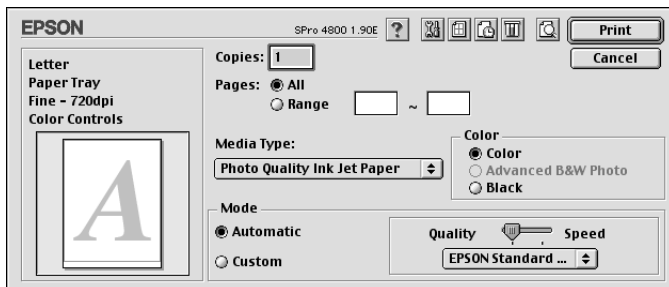 EPSON
SPro 4800 1.90E
?
Print
Cancel
Letter
Paper Tray
Fine - 720dpi
Color Controls
A
Copies: 1
Pages: All
Range ~
Media Type:
Photo Quality Ink Jet Paper
Color
Color
Advanced B&W Photo
Black
Mode
Automatic
Custom
Quality Speed
EPSON Standard ...